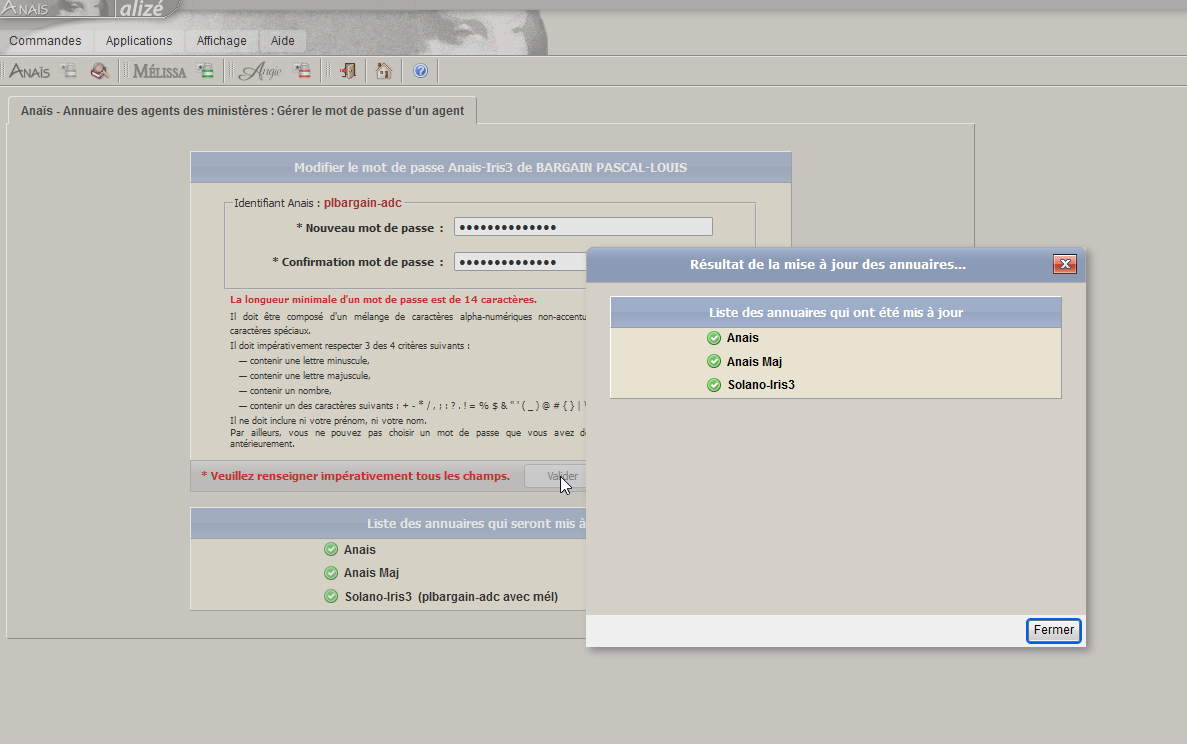 ANAÏS alizé
Commandes Applications Affichage Aide
ANAÏS MÉLISSA Angie
Anaïs - Annuaire des agents des ministères : Gérer le mot de passe d'un agent
Modifier le mot de passe Anais-Iris3 de BARGAIN PASCAL-LOUIS
Identifiant Anais : plbargain-adc
* Nouveau mot de passe : ••••••••••••••
* Confirmation mot de passe : ••••••••••••••
La longueur minimale d'un mot de passe est de 14 caractères.
Il doit être composé d'un mélange de caractères alpha-numériques non-accentu
caractères spéciaux.
Il doit impérativement respecter 3 des 4 critères suivants :
— contenir une lettre minuscule,
— contenir une lettre majuscule,
— contenir un nombre,
— contenir un des caractères suivants : + - * / , ; : ? . ! = % $ & " ' ( _ ) @ # { } | \
Il ne doit inclure ni votre prénom, ni votre nom.
Par ailleurs, vous ne pouvez pas choisir un mot de passe que vous avez d
antérieurement.
* Veuillez renseigner impérativement tous les champs. Valider
Liste des annuaires qui seront mis à
Anais
Anais Maj
Solano-Iris3 (plbargain-adc avec mél)
Résultat de la mise à jour des annuaires...
Liste des annuaires qui ont été mis à jour
Anais
Anais Maj
Solano-Iris3
Fermer